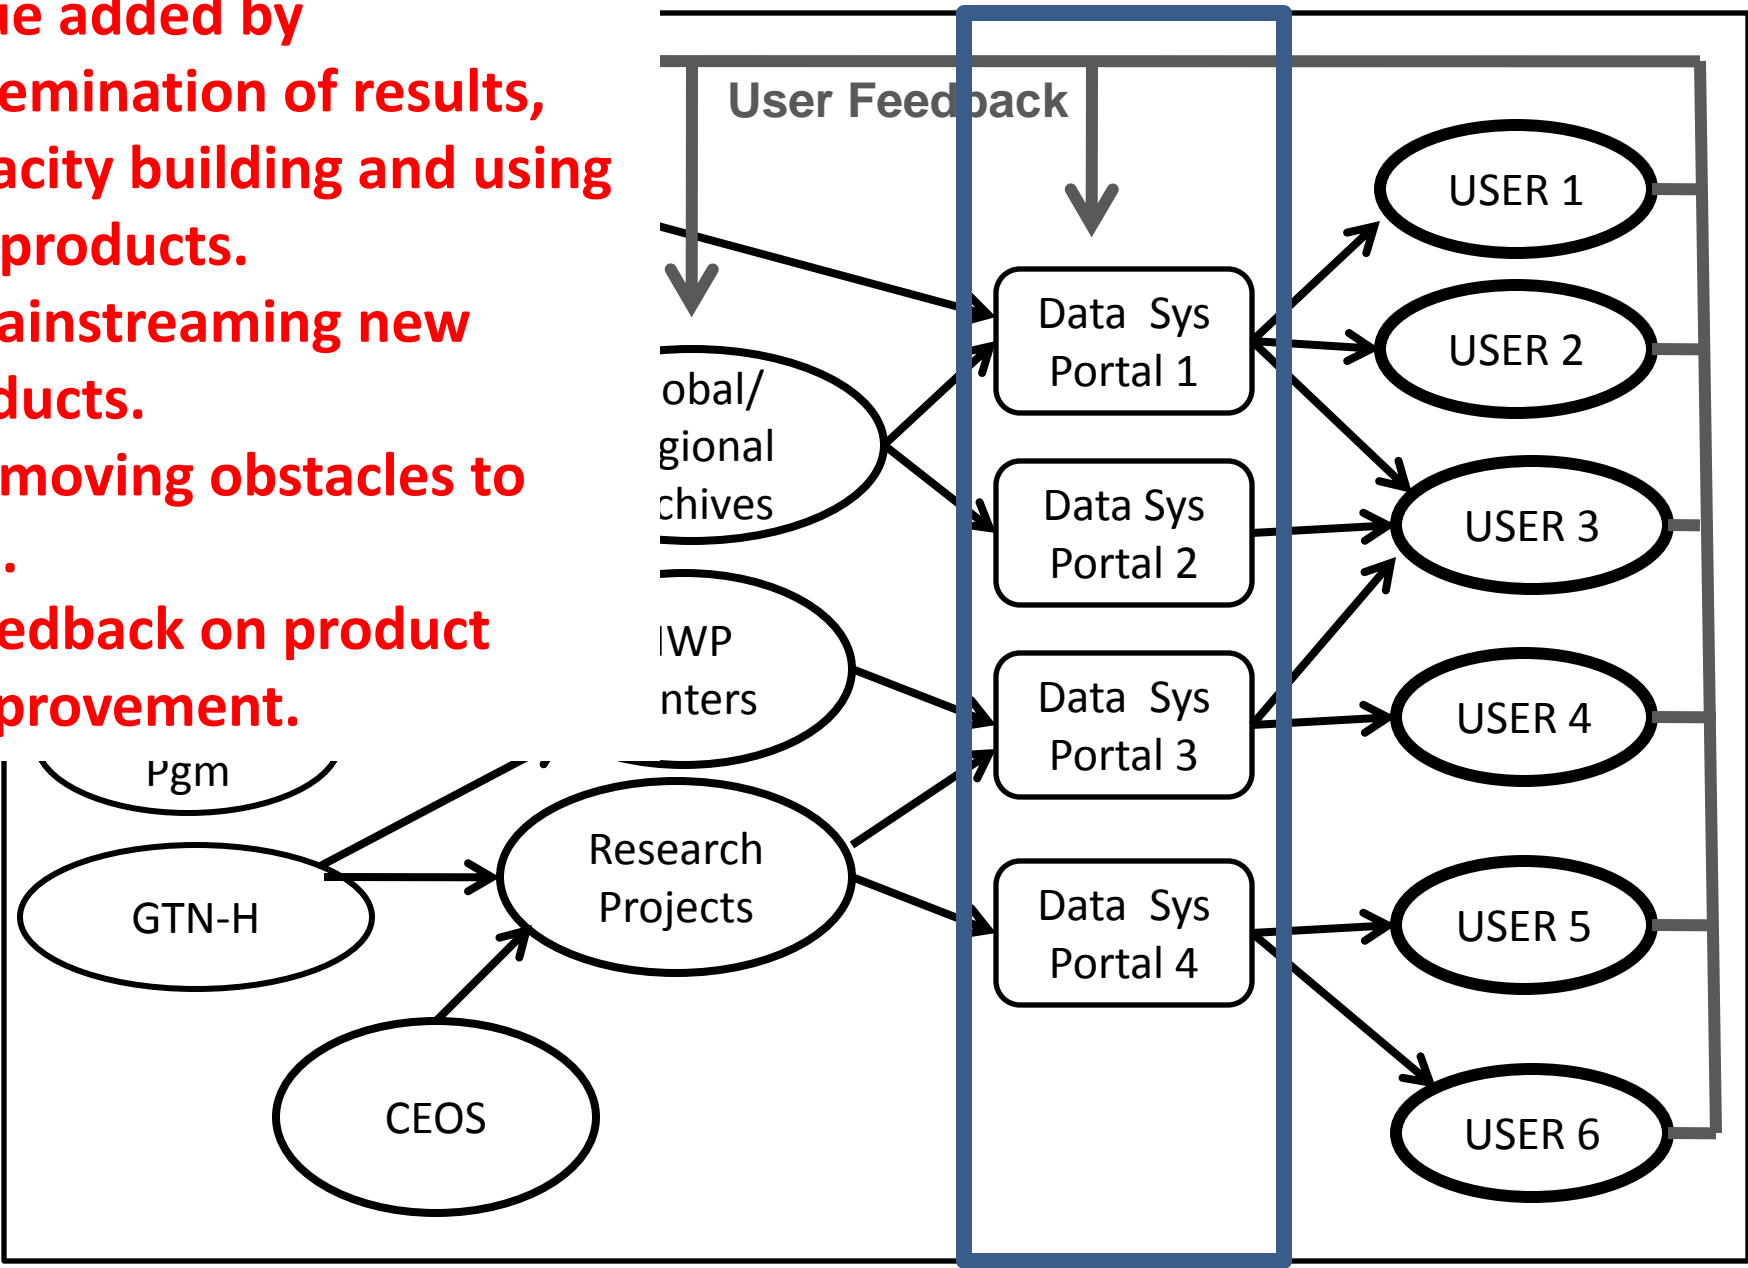 ue added by
emination of results,
acity building and using
products.
ainstreaming new
ducts.
moving obstacles to
.
edback on product
provement.
User Feedback
obal/
gional
chives
WP
nters
Pgm
GTN-H
Research
Projects
CEOS
Data Sys
Portal 1
Data Sys
Portal 2
Data Sys
Portal 3
Data Sys
Portal 4
USER 1
USER 2
USER 3
USER 4
USER 5
USER 6